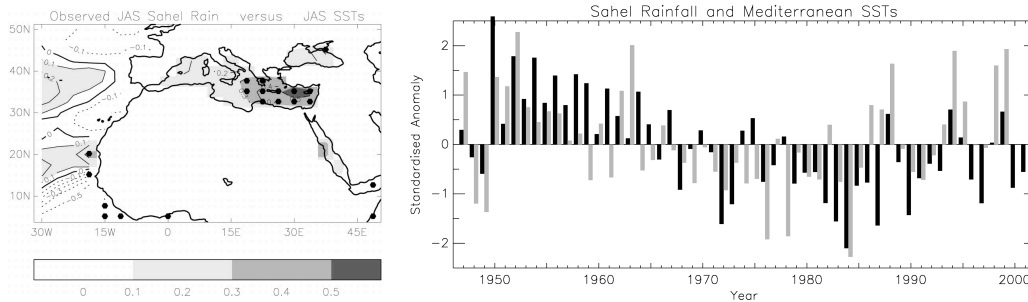 Observed JAS Sahel Rain versus JAS SSTs
50N
40N
30N
20N
10N
30W 15W 0 15E 30E 45E
0 0.1 0.2 0.3 0.4 0.5
Sahel Rainfall and Mediterranean SSTs
Standardised Anomaly
2
1
0
−1
−2
1950 1960 1970 1980 1990 2000
Year